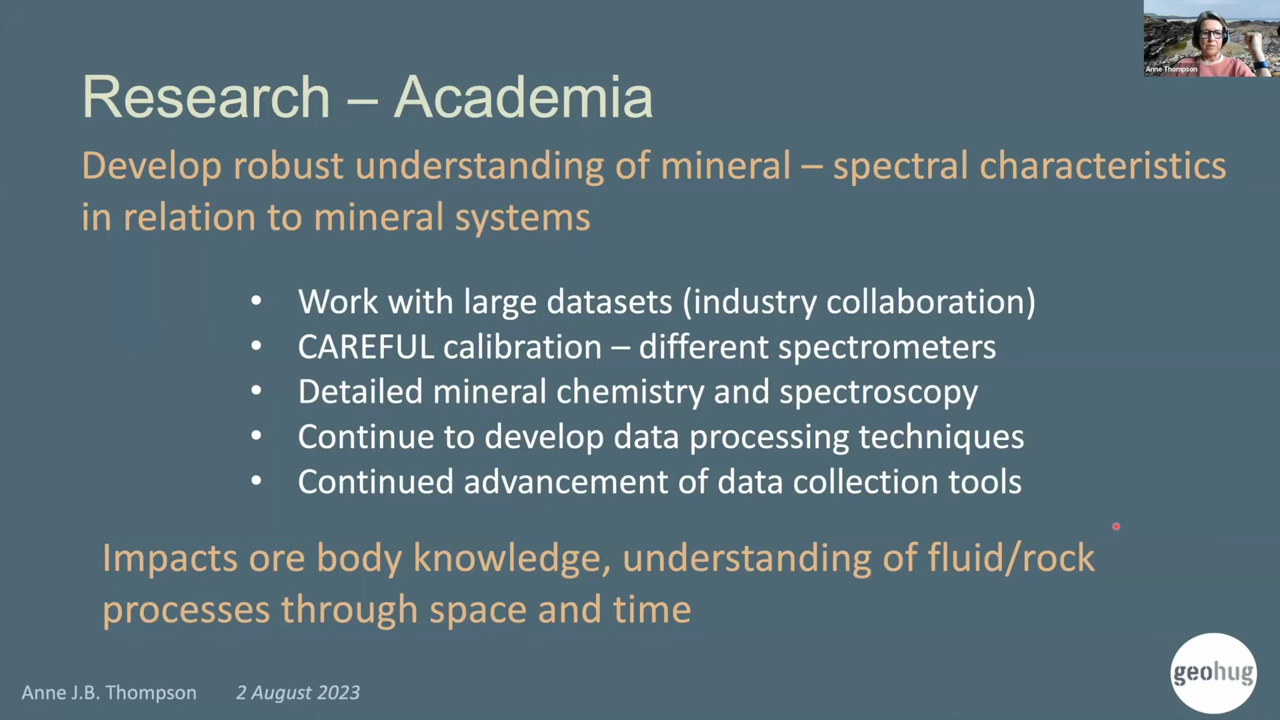 Anne Thompson
Research – Academia
Develop robust understanding of mineral – spectral characteristics
in relation to mineral systems
• Work with large datasets (industry collaboration)
• CAREFUL calibration – different spectrometers
• Detailed mineral chemistry and spectroscopy
• Continue to develop data processing techniques
• Continued advancement of data collection tools
Impacts ore body knowledge, understanding of fluid/rock
processes through space and time
Anne J.B. Thompson 2 August 2023
geohug